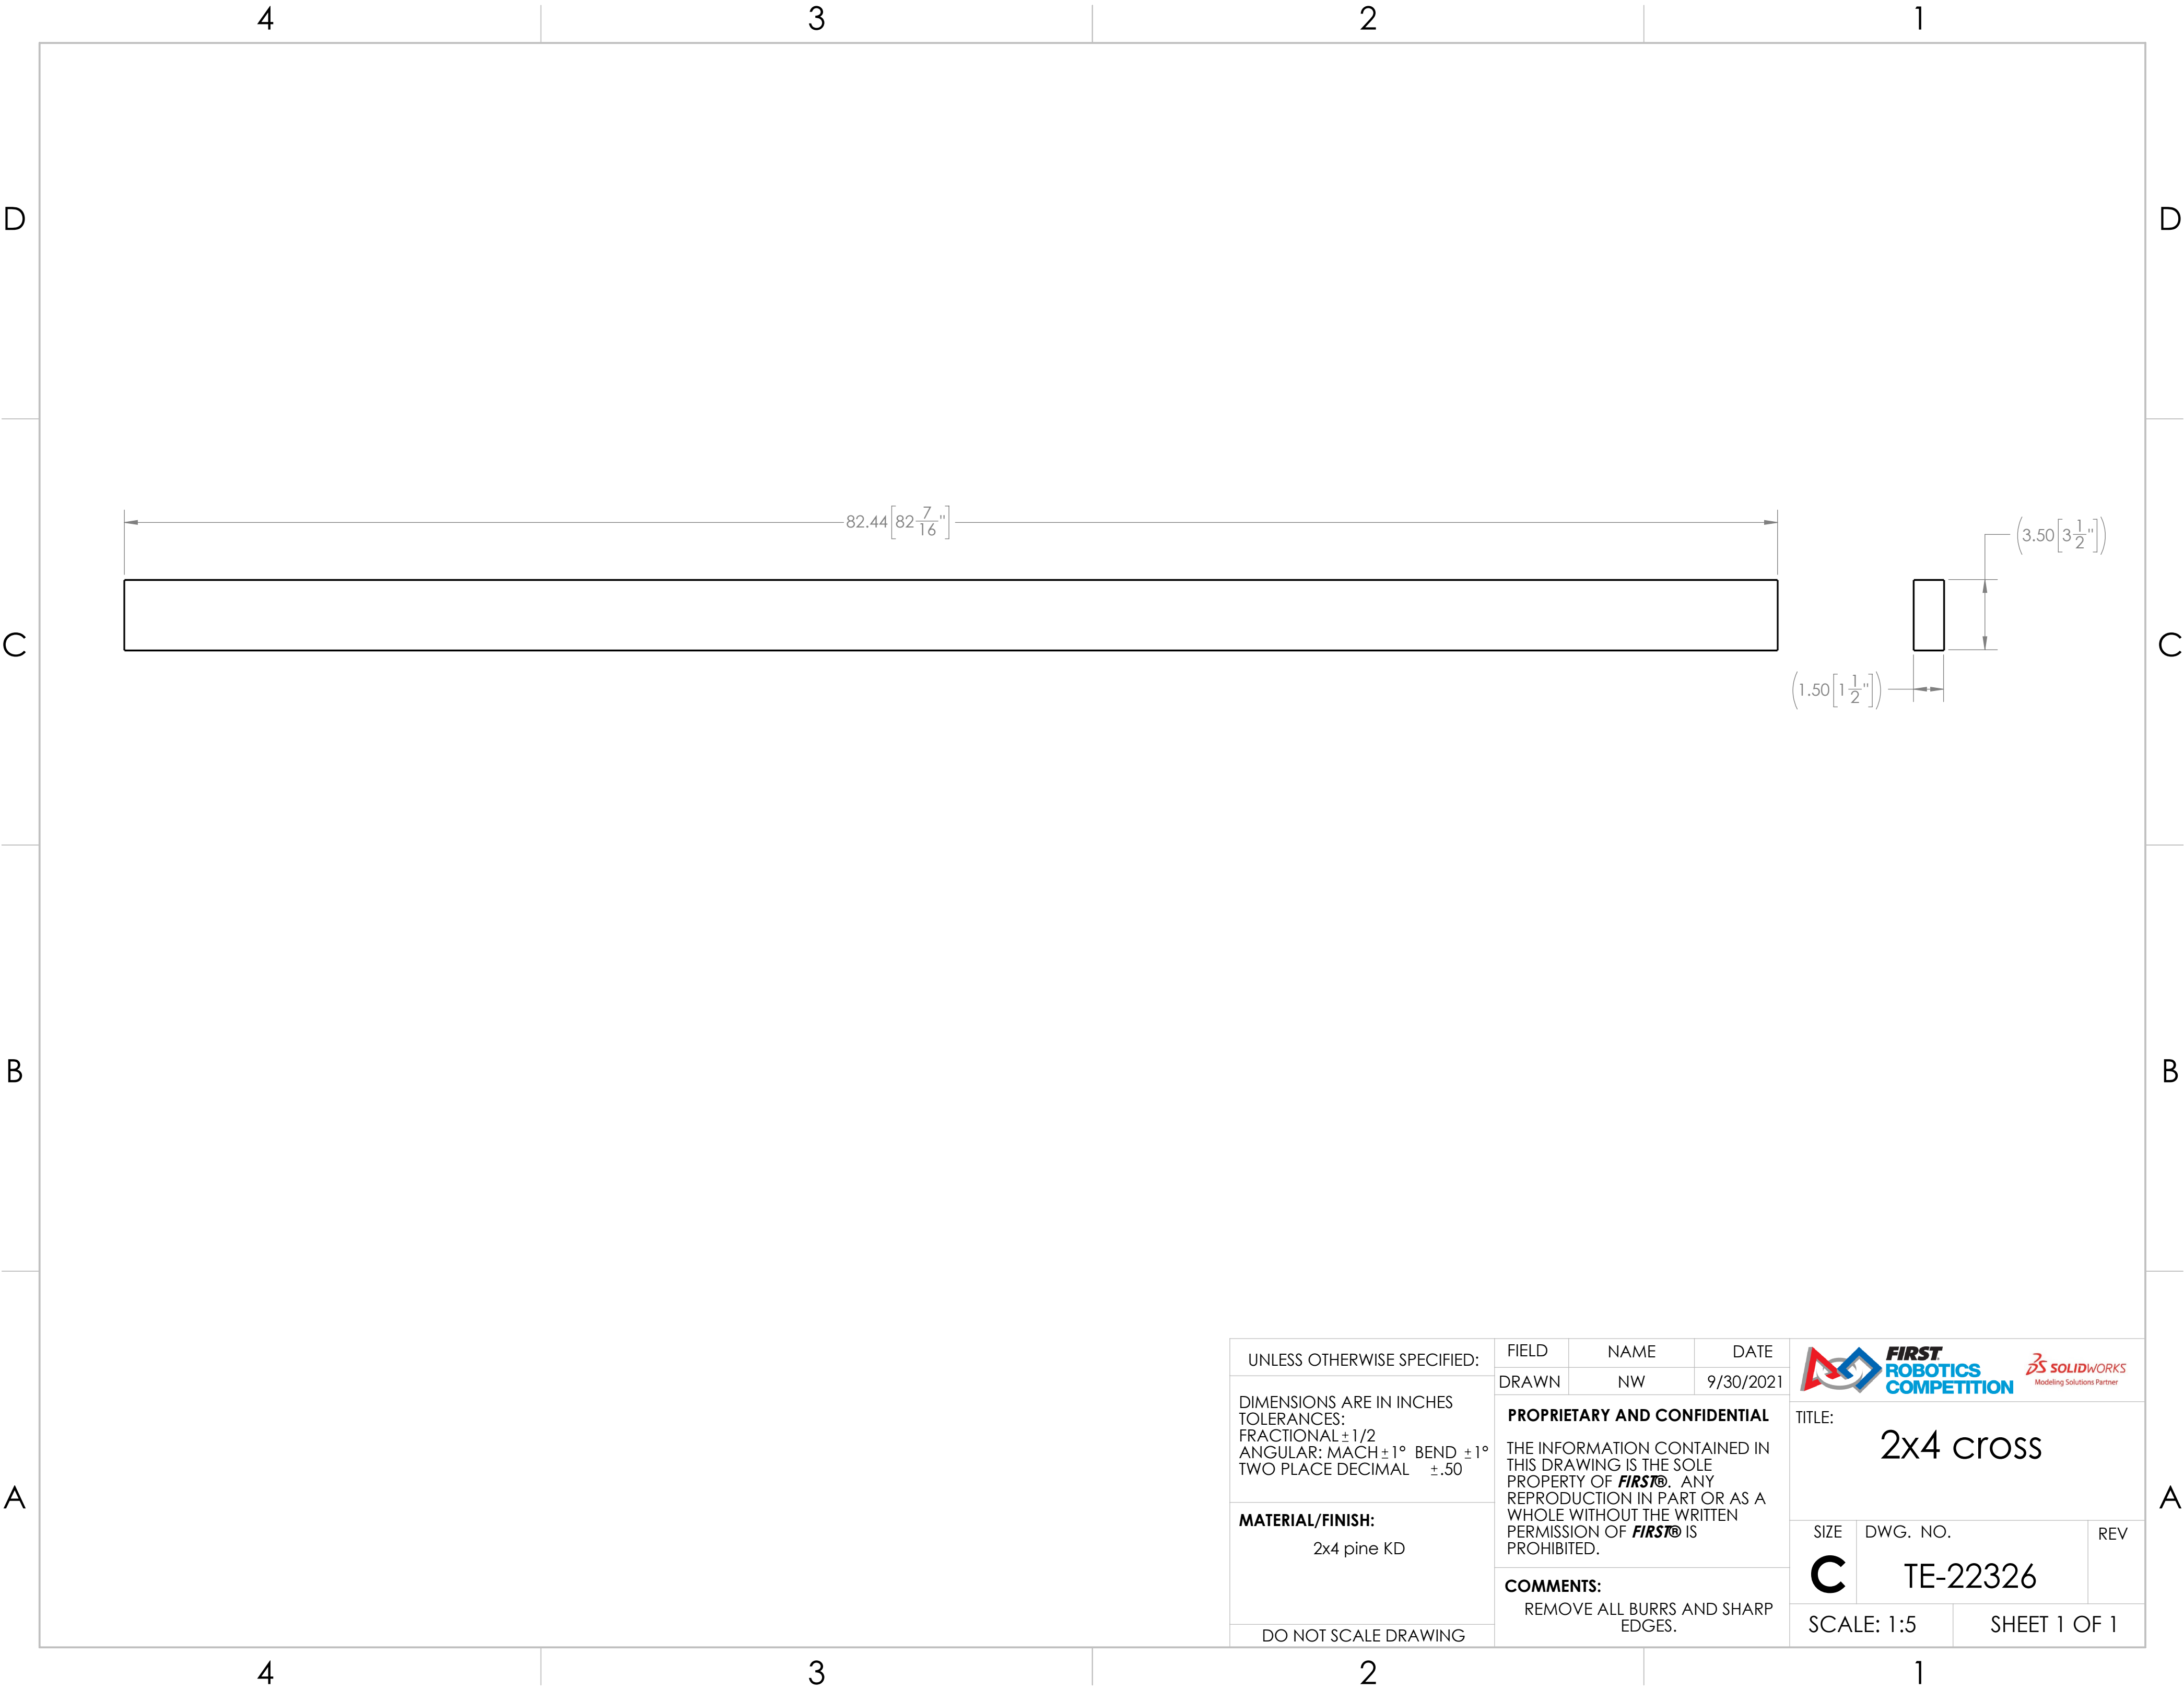 4 3 2 1
D D
82.44[82 7/16"]
(3.50[3 1/2"])
C C
(1.50[1 1/2"])
B B
A A
UNLESS OTHERWISE SPECIFIED:
DIMENSIONS ARE IN INCHES
TOLERANCES:
FRACTIONAL±1/2
ANGULAR: MACH±1° BEND ±1°
TWO PLACE DECIMAL ±.50
MATERIAL/FINISH:
2x4 pine KD
DO NOT SCALE DRAWING
FIELD NAME DATE
DRAWN NW 9/30/2021
PROPRIETARY AND CONFIDENTIAL
THE INFORMATION CONTAINED IN
THIS DRAWING IS THE SOLE
PROPERTY OF FIRST®. ANY
REPRODUCTION IN PART OR AS A
WHOLE WITHOUT THE WRITTEN
PERMISSION OF FIRST® IS
PROHIBITED.
COMMENTS:
REMOVE ALL BURRS AND SHARP
EDGES.
FIRST
ROBOTICS
COMPETITION
SOLIDWORKS
Modeling Solutions Partner
TITLE:
2x4 cross
SIZE DWG. NO. REV
C TE-22326
SCALE: 1:5 SHEET 1 OF 1
4 3 2 1